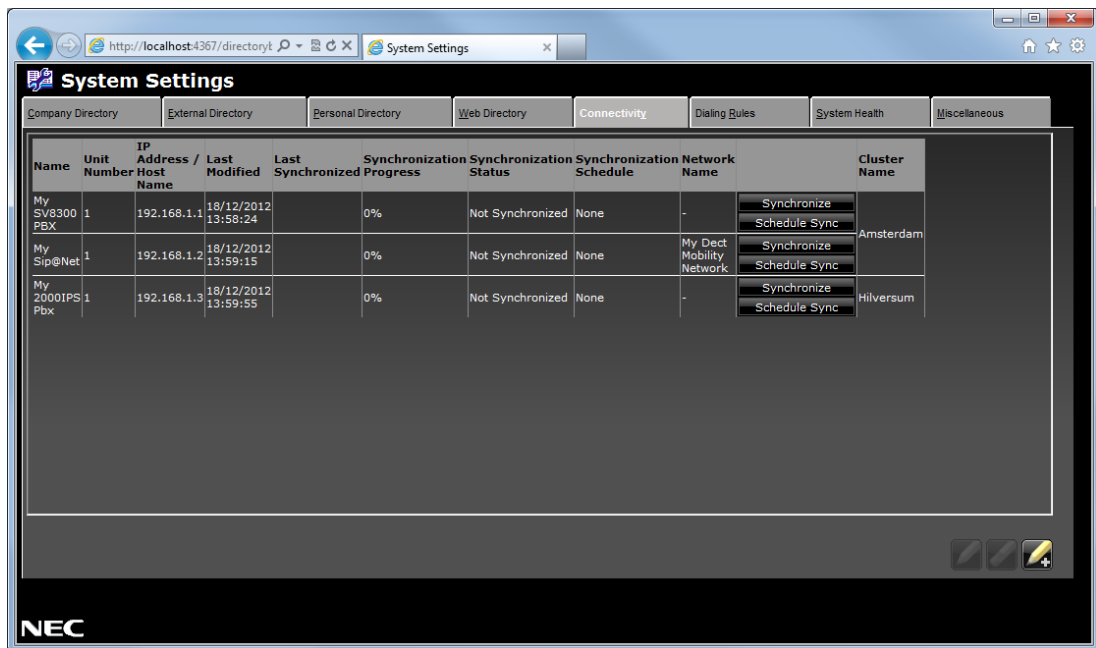 http://localhost:4367/directoryb
System Settings
System Settings
Company Directory
External Directory
Personal Directory
Web Directory
Connectivity
Dialing Rules
System Health
Miscellaneous
Name
Unit Number
IP Address / Host Name
Last Modified
Last Synchronized
Synchronization Progress
Synchronization Status
Synchronization Schedule
Network Name
Cluster Name
My SV8300 PBX
1
192.168.1.1
18/12/2012 13:58:24
0%
Not Synchronized
None
-
Synchronize
Schedule Sync
Amsterdam
My Sip@Net
1
192.168.1.2
18/12/2012 13:59:15
0%
Not Synchronized
None
My Dect Mobility Network
Synchronize
Schedule Sync
My 2000IPS Pbx
1
192.168.1.3
18/12/2012 13:59:55
0%
Not Synchronized
None
-
Synchronize
Schedule Sync
Hilversum
NEC